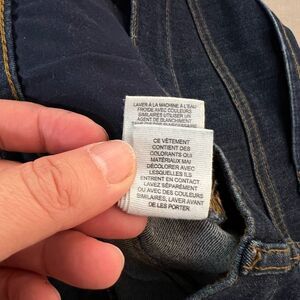 LAVER À LA MACHINE À L'EAU
FROIDE AVEC COULEURS
SIMILAIRES UTILISER UN
AGENT DE BLANCHIMENT
CE VÊTEMENT
CONTIENT DES
COLORANTS QUI
MATÉRIAUX MAI
DÉCOLORER AVEC
LESQUELLES ILS
ENTRENT EN CONTACT
LAVEZ SÉPARÉMENT
OU AVEC DES COULEURS
SIMILAIRES, LAVER AVANT
DE LES PORTER.